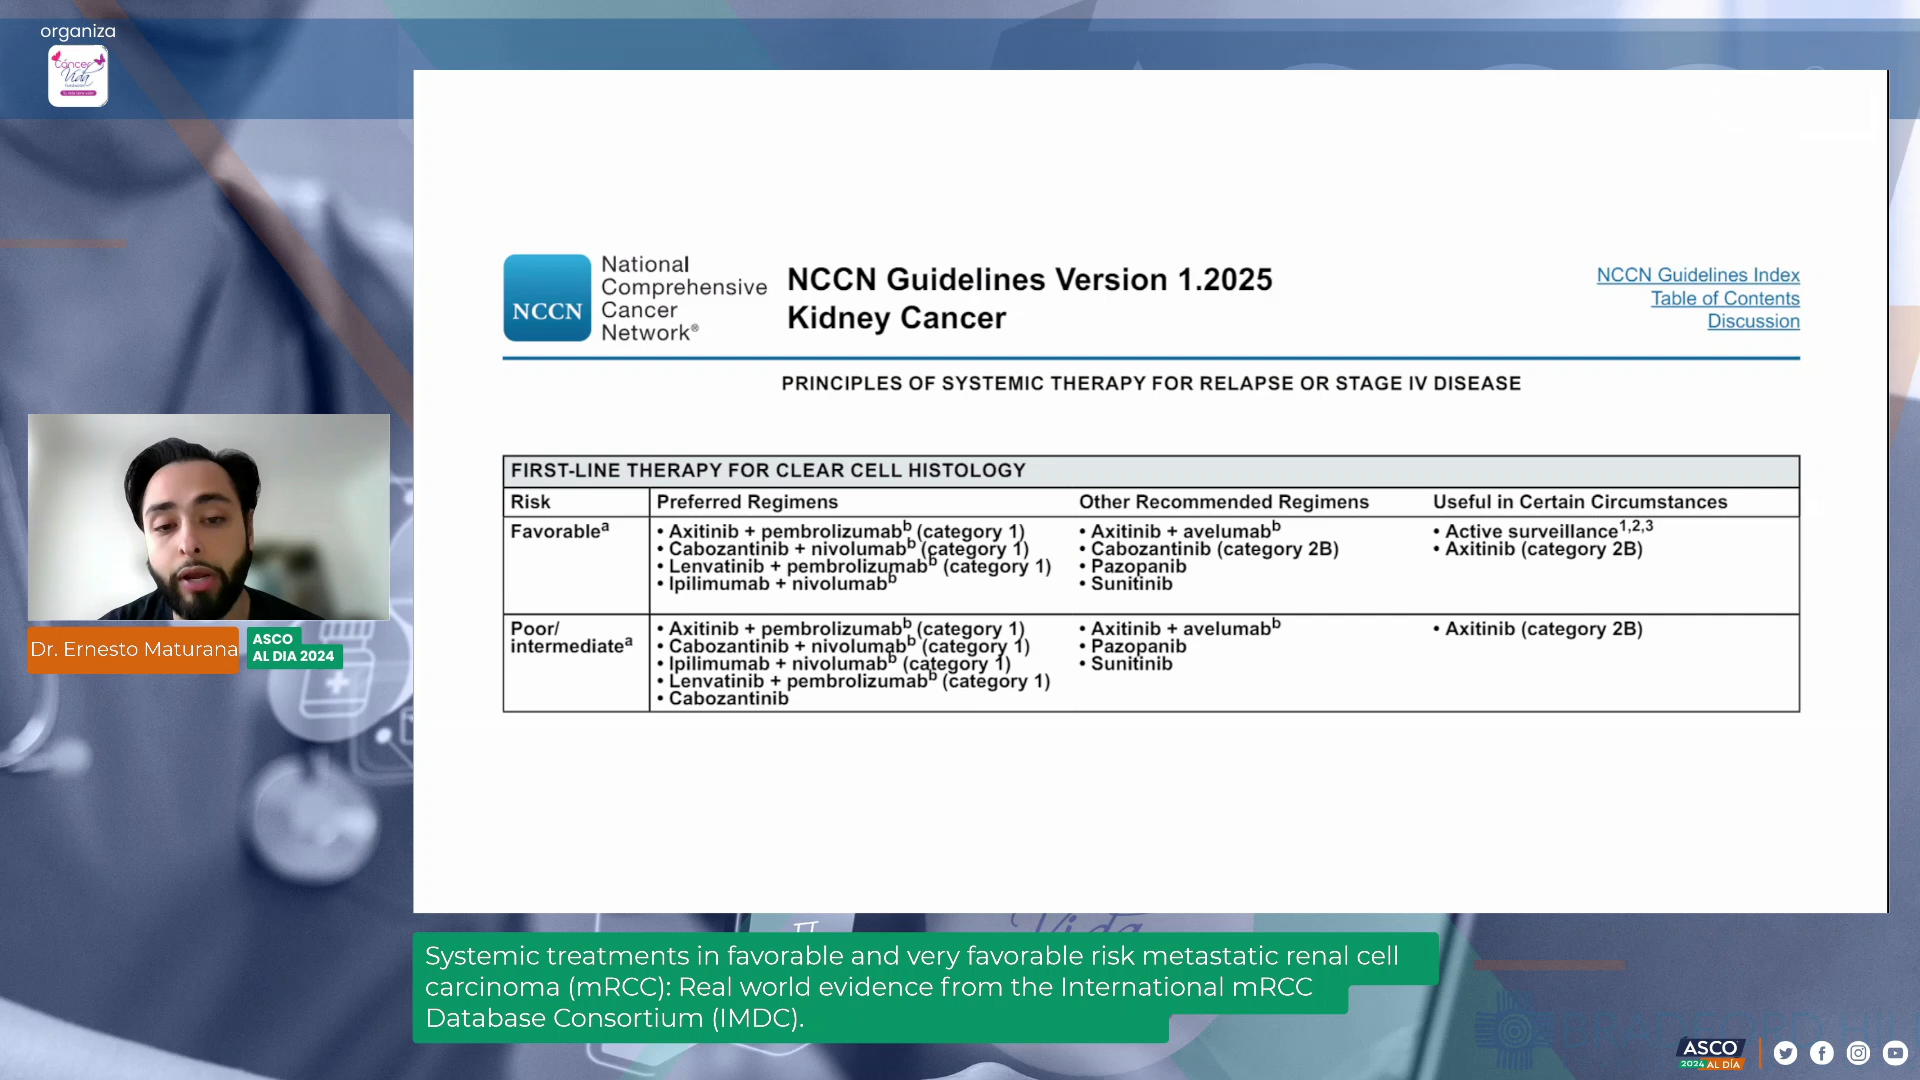 organiza
Cáncer
Vida
National
Comprehensive
Cancer
Network®
NCCN
NCCN Guidelines Version 1.2025
Kidney Cancer
NCCN Guidelines Index
Table of Contents
Discussion
PRINCIPLES OF SYSTEMIC THERAPY FOR RELAPSE OR STAGE IV DISEASE
FIRST-LINE THERAPY FOR CLEAR CELL HISTOLOGY
Risk Preferred Regimens Other Recommended Regimens Useful in Certain Circumstances
Favorableᵃ
• Axitinib + pembrolizumabᵇ (category 1)
• Cabozantinib + nivolumabᵇ (category 1)
• Lenvatinib + pembrolizumabᵇ (category 1)
• Ipilimumab + nivolumabᵇ
• Axitinib + avelumabᵇ
• Cabozantinib (category 2B)
• Pazopanib
• Sunitinib
• Active surveillance¹,²,³
• Axitinib (category 2B)
Poor/
intermediateᵃ
• Axitinib + pembrolizumabᵇ (category 1)
• Cabozantinib + nivolumabᵇ (category 1)
• Ipilimumab + nivolumabᵇ (category 1)
• Lenvatinib + pembrolizumabᵇ (category 1)
• Cabozantinib
• Axitinib + avelumabᵇ
• Pazopanib
• Sunitinib
• Axitinib (category 2B)
Dr. Ernesto Maturana
ASCO
AL DIA 2024
Vida
Systemic treatments in favorable and very favorable risk metastatic renal cell
carcinoma (mRCC): Real world evidence from the International mRCC
Database Consortium (IMDC).
BRADFORD HILL
ASCO
2024 AL DÍA